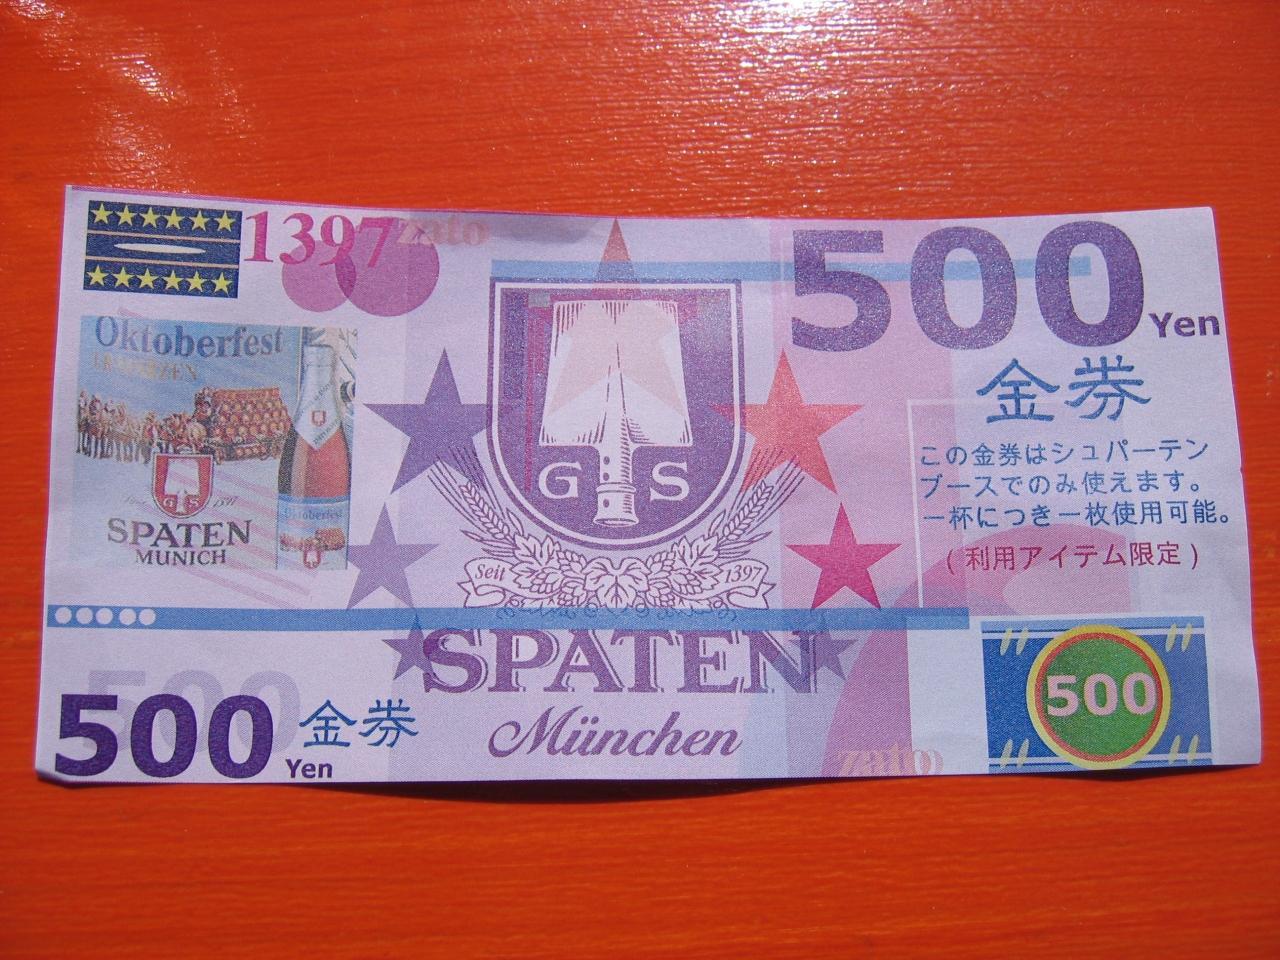 1397
zato
500
Yen
金券
Oktoberfest
G S
この金券はシュパーテン
ブースでのみ使えます。
一杯につき一枚使用可能。
(利用アイテム限定)
G S
1397
SPATEN
MUNICH
Oktoberfest
Seit
1397
SPATEN
München
500
500
Yen
金券
zato
500